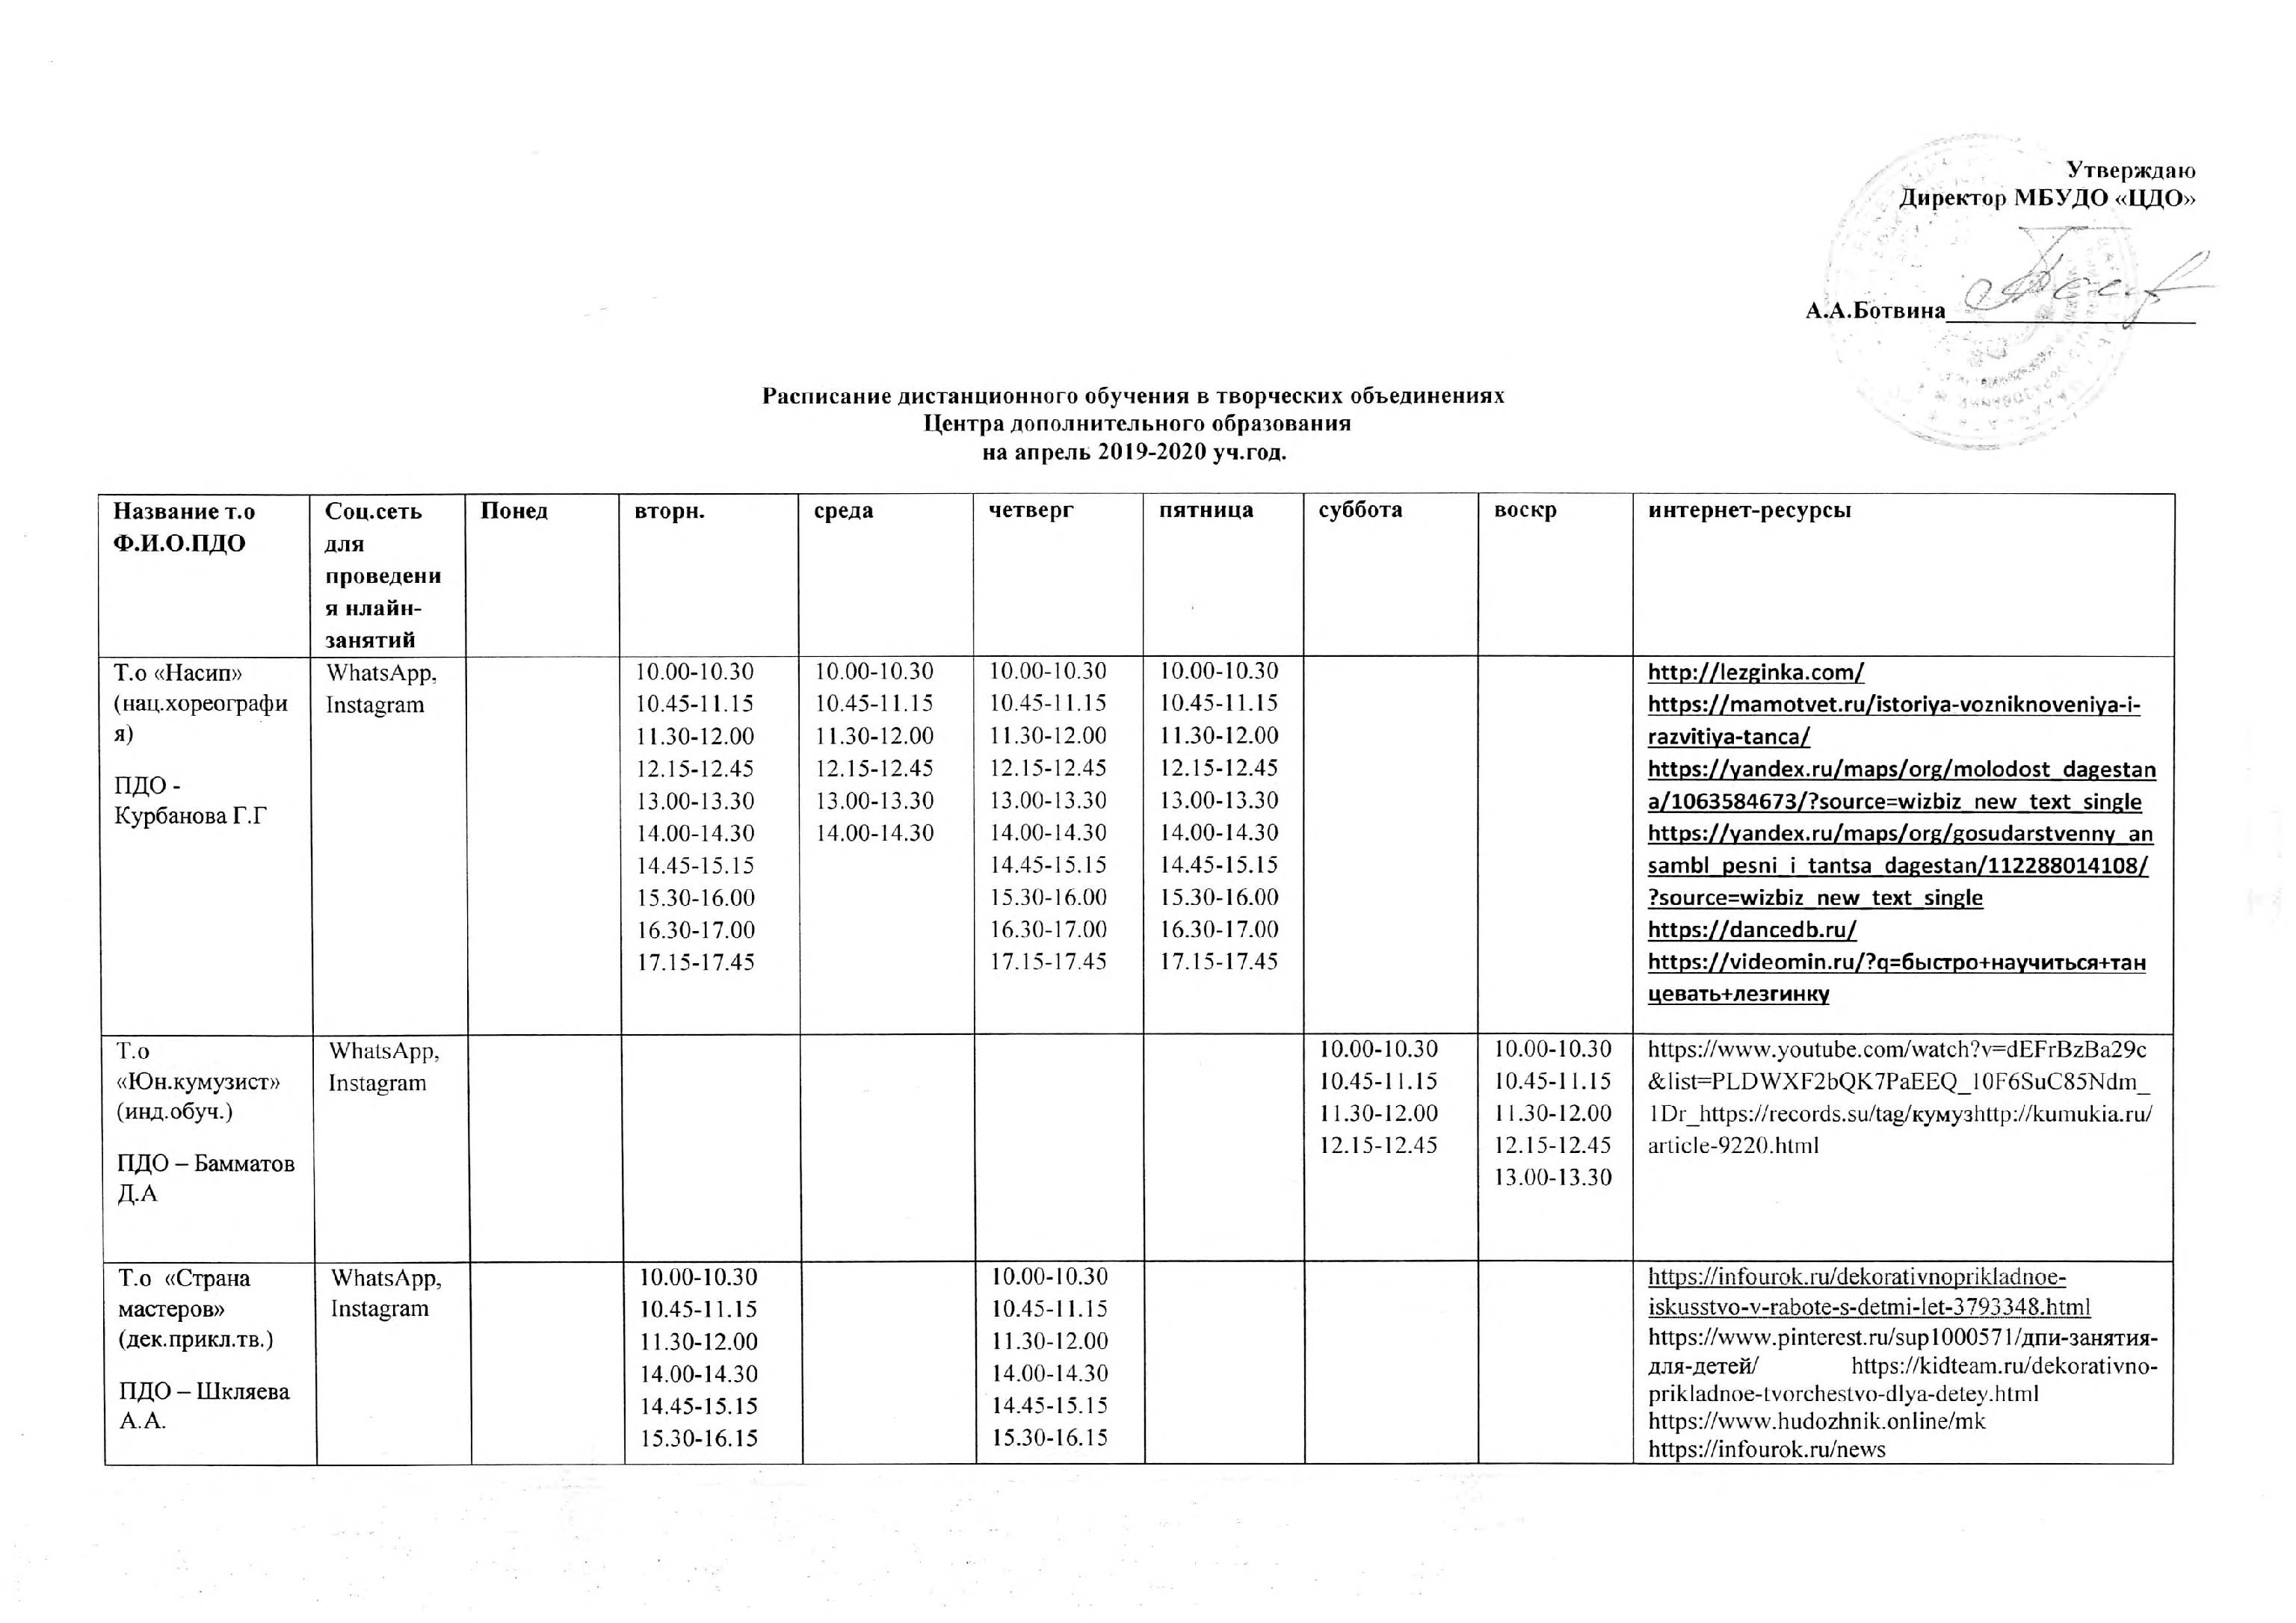 Утверждаю
Директор МБУДО «ЦДО»
А.А.Ботвина
Расписание дистанционного обучения в творческих объединениях
Центра дополнительного образования
на апрель 2019-2020 уч.год.
Название т.о
Ф.И.О.ПДО
Соц.сеть
для
проведени
я нлайн-
занятий
Понед
вторн.
среда
четверг
пятница
суббота
воскр
интернет-ресурсы
Т.о «Насип»
(нац.хореографи
я)
ПДО -
Курбанова Г.Г
WhatsApp,
Instagram
10.00-10.30
10.45-11.15
11.30-12.00
12.15-12.45
13.00-13.30
14.00-14.30
14.45-15.15
15.30-16.00
16.30-17.00
17.15-17.45
10.00-10.30
10.45-11.15
11.30-12.00
12.15-12.45
13.00-13.30
14.00-14.30
10.00-10.30
10.45-11.15
11.30-12.00
12.15-12.45
13.00-13.30
14.00-14.30
14.45-15.15
15.30-16.00
16.30-17.00
17.15-17.45
10.00-10.30
10.45-11.15
11.30-12.00
12.15-12.45
13.00-13.30
14.00-14.30
14.45-15.15
15.30-16.00
16.30-17.00
17.15-17.45
http://lezginka.com/
https://mamotvet.ru/istoriya-vozniknoveniya-i-
razvitiya-tanca/
https://yandex.ru/maps/org/molodost_dagestan
a/1063584673/?source=wizbiz_new_text_single
https://yandex.ru/maps/org/gosudarstvenny_an
sambl_pesni_i_tantsa_dagestan/112288014108/
?source=wizbiz_new_text_single
https://dancedb.ru/
https://videomin.ru/?q=быстро+научиться+тан
цевать+лезгинку
Т.о
«Юн.кумузист»
(инд.обуч.)
ПДО – Бамматов
Д.А
WhatsApp,
Instagram
10.00-10.30
10.45-11.15
11.30-12.00
12.15-12.45
10.00-10.30
10.45-11.15
11.30-12.00
12.15-12.45
13.00-13.30
https://www.youtube.com/watch?v=dEFrBzBa29c
&list=PLDWXF2bQK7PaEEQ_10F6SuC85Ndm_
1Dr_https://records.su/tag/кумузhttp://kumukia.ru/
article-9220.html
Т.о «Страна
мастеров»
(дек.прикл.тв.)
ПДО – Шкляева
А.А.
WhatsApp,
Instagram
10.00-10.30
10.45-11.15
11.30-12.00
14.00-14.30
14.45-15.15
15.30-16.15
10.00-10.30
10.45-11.15
11.30-12.00
14.00-14.30
14.45-15.15
15.30-16.15
https://infourok.ru/dekorativnoprikladnoe-
iskusstvo-v-rabote-s-detmi-let-3793348.html
https://www.pinterest.ru/sup1000571/дпи-занятия-
для-детей/ https://kidteam.ru/dekorativno-
prikladnoe-tvorchestvo-dlya-detey.html
https://www.hudozhnik.online/mk
https://infourok.ru/news